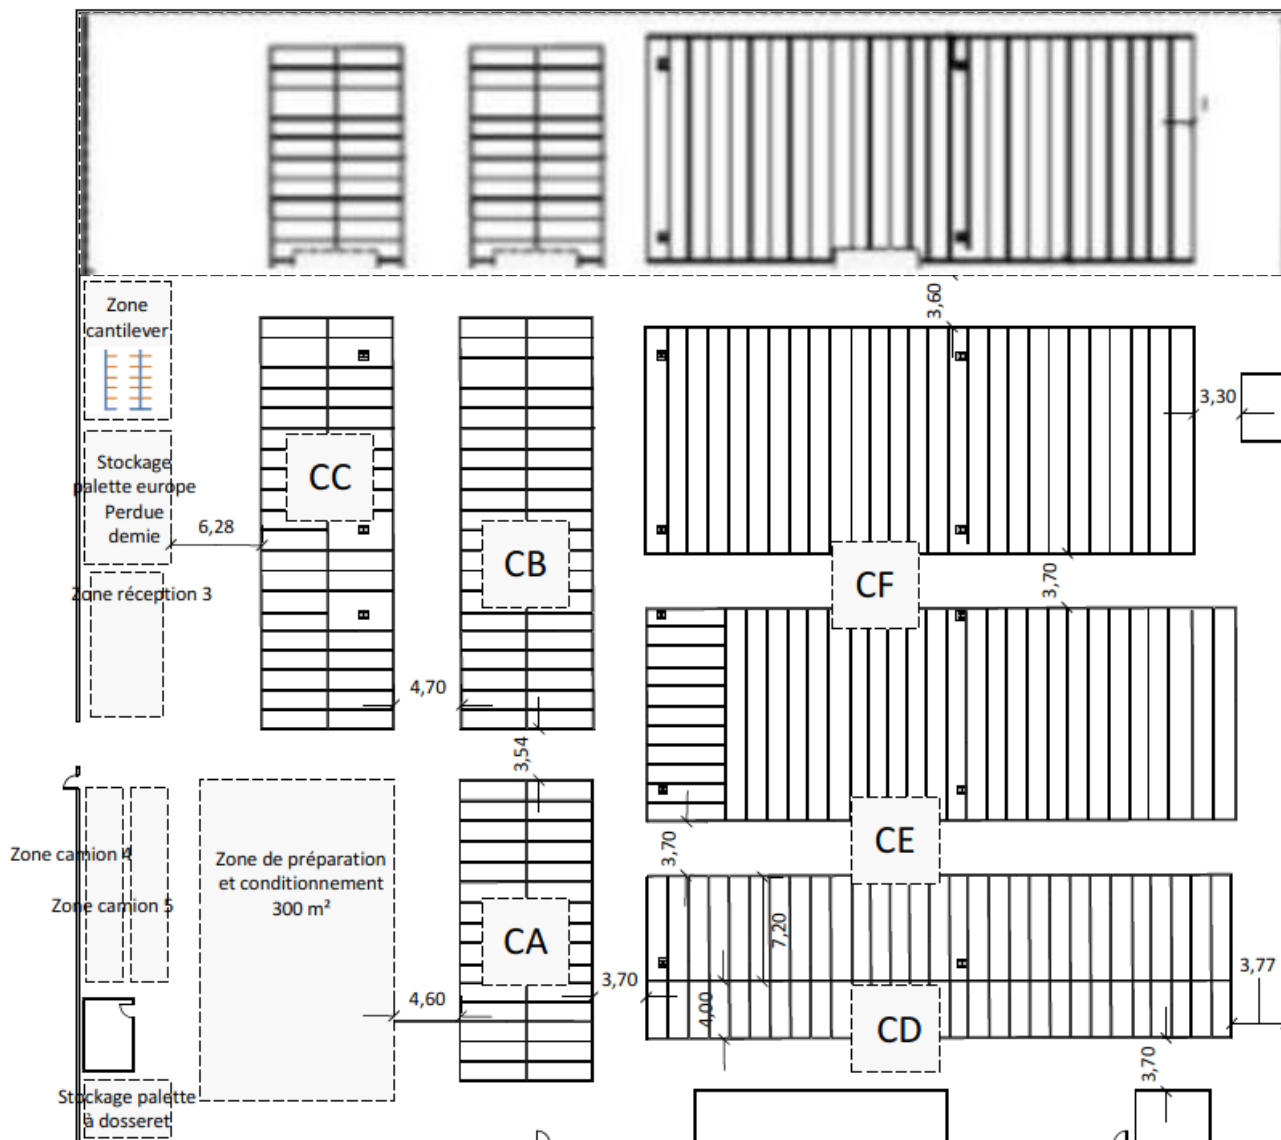 Zone
cantilever
3,60
3,30
Stockage
palette europe
Perdue
demie
CC
6,28
CB
CF
3,70
Zone réception 3
4,70
3,54
Zone camion 4
Zone camion 5
Zone de préparation
et conditionnement
300 m²
3,70
CE
CA
7,20
3,70
3,77
4,60
4,00
CD
3,70
Stockage palette
à dosseret